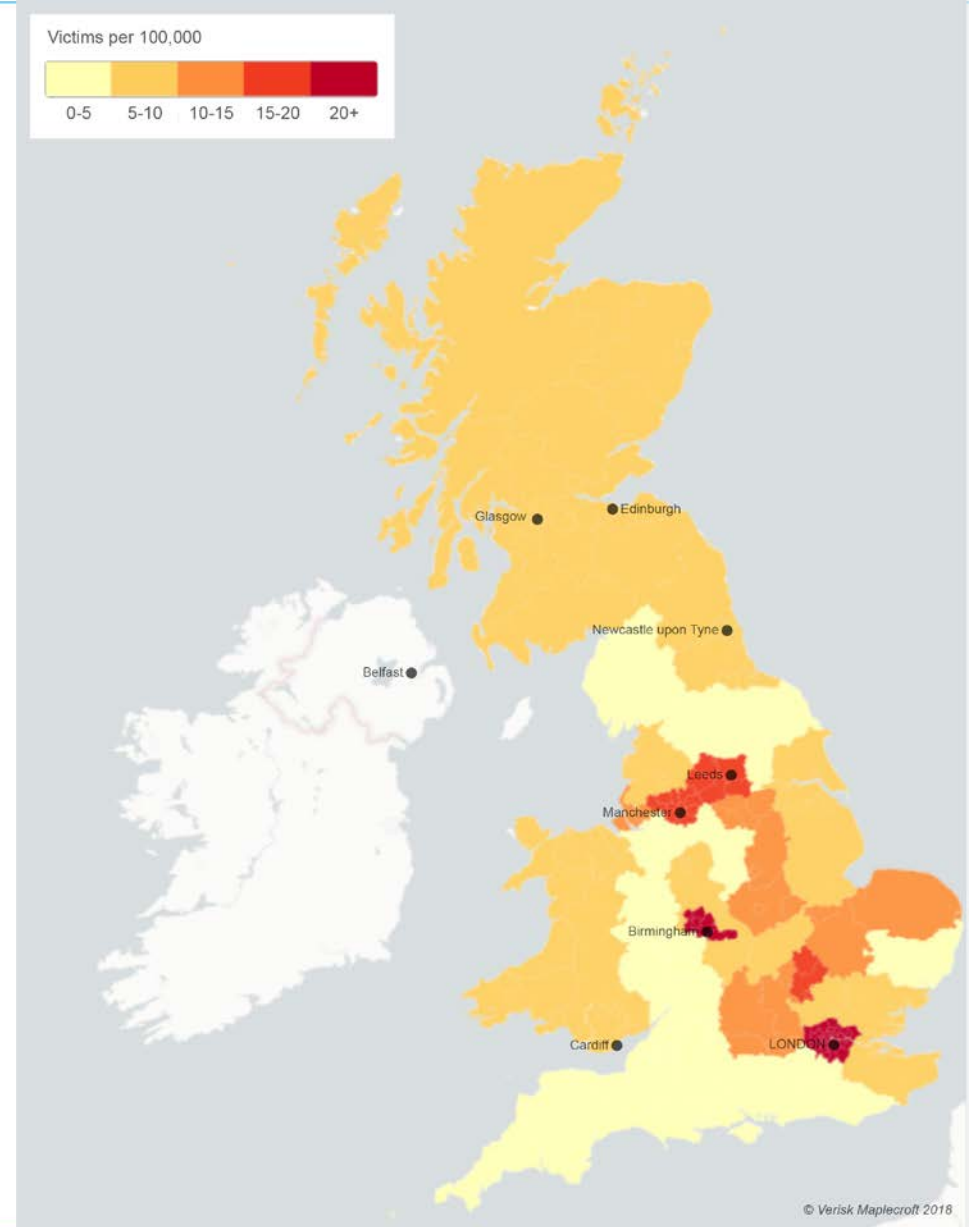 Victims per 100,000
0-5 5-10 10-15 15-20 20+
Glasgow
Edinburgh
Newcastle upon Tyne
Belfast
Leeds
Manchester
Birmingham
Cardiff
LONDON
© Verisk Maplecroft 2018